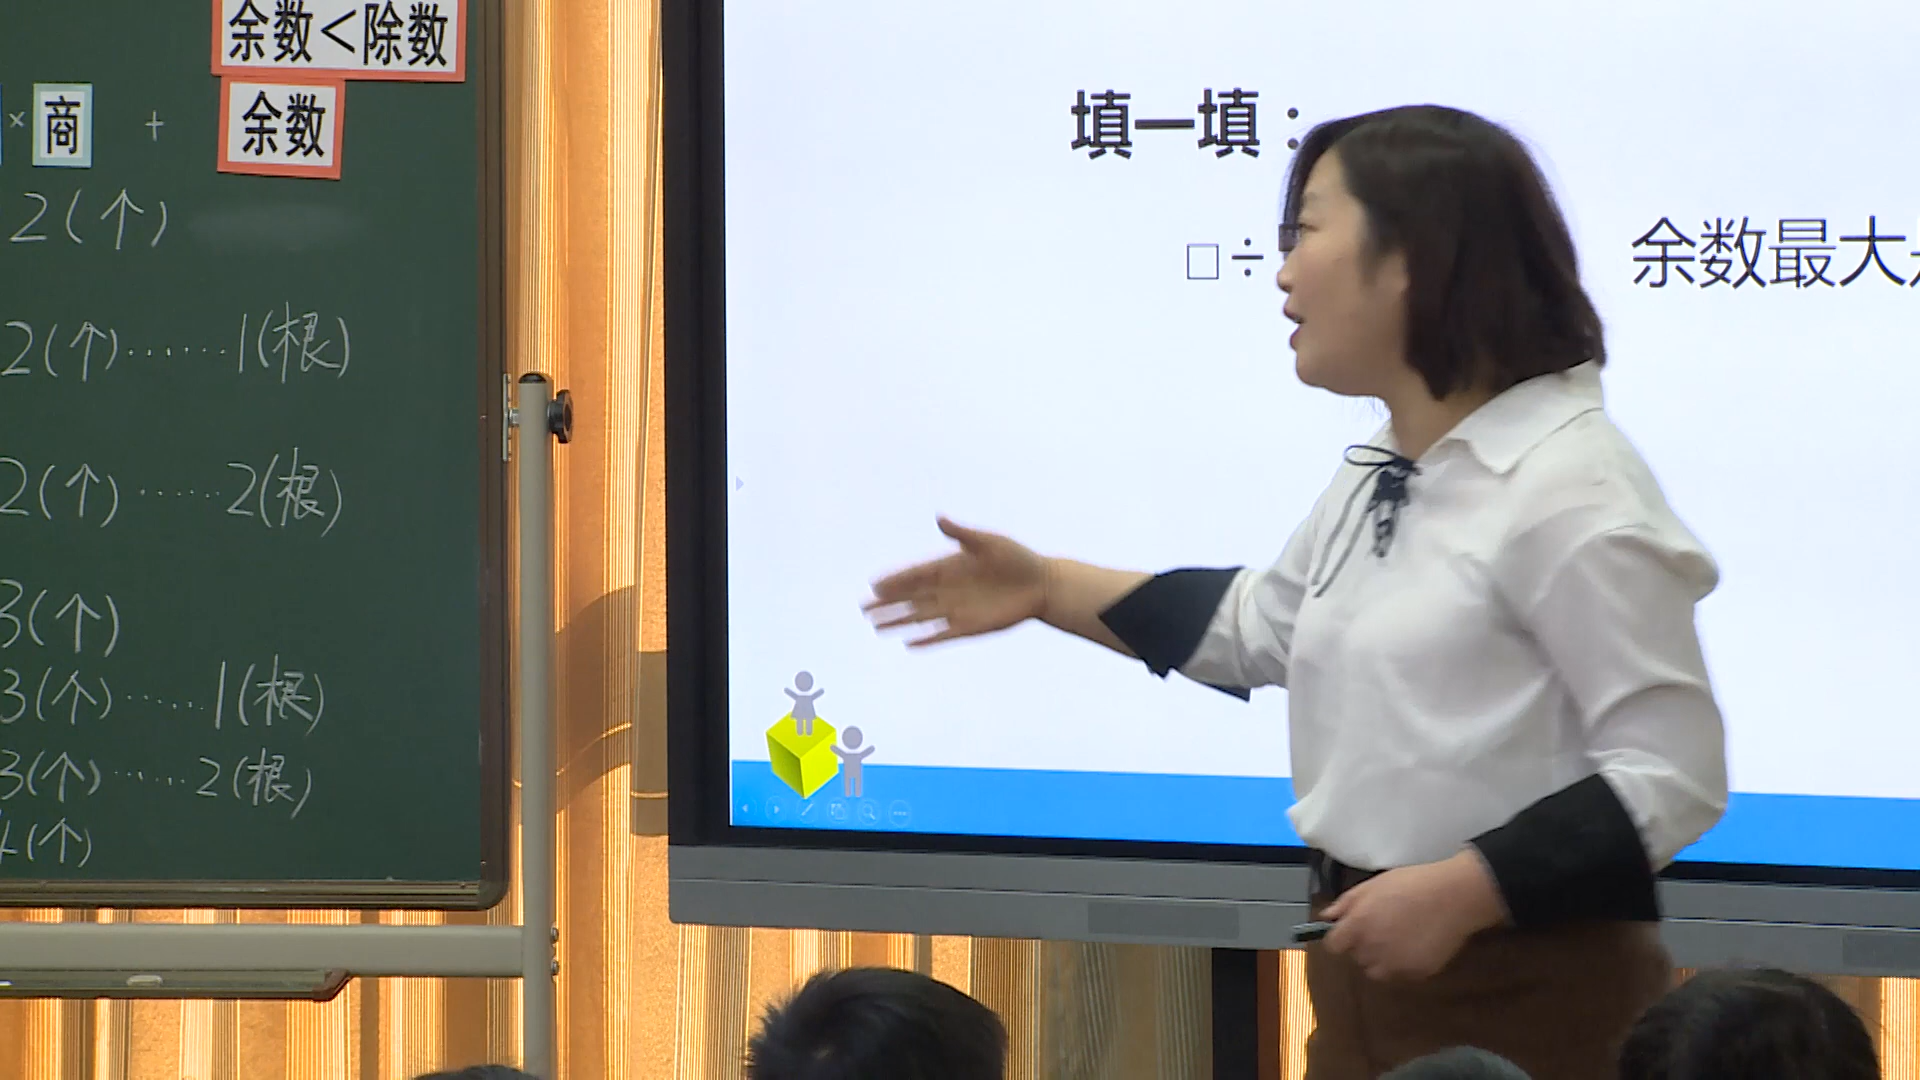 余数<除数
×商 + 余数
2(个)
2(个)……1(根)
2(个)……2(根)
3(个)
3(个)……1(根)
3(个)……2(根)
4(个)
填一填：
□÷
余数最大